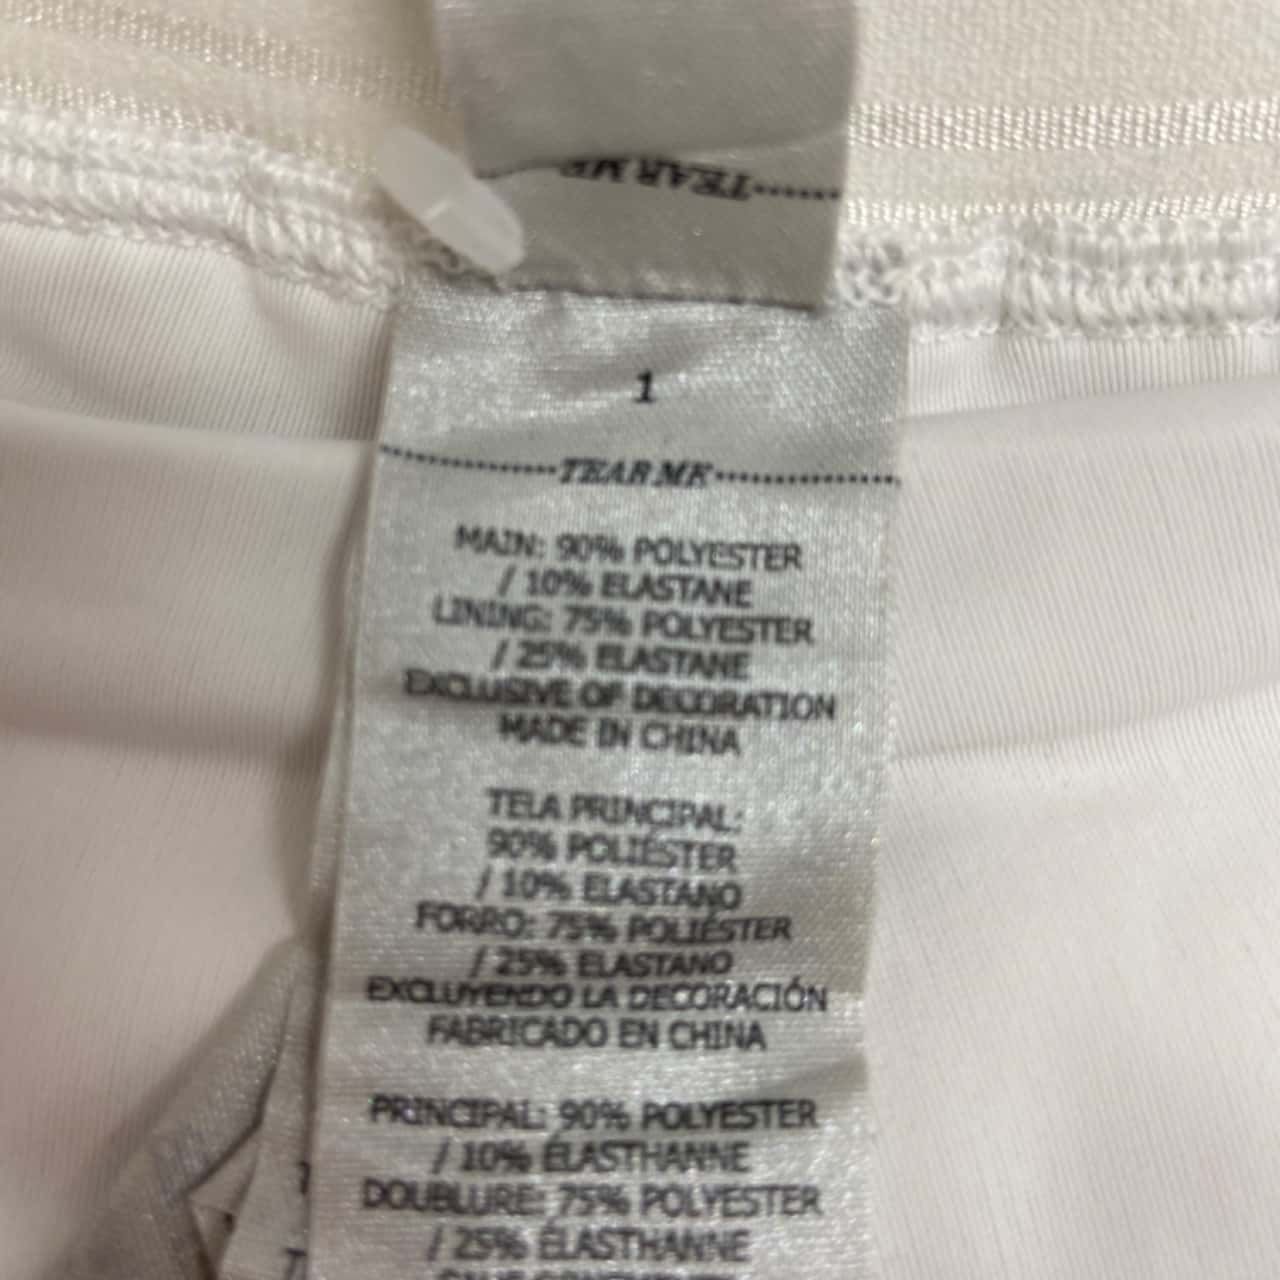 TEAR ME
1
TEAR ME
MAIN: 90% POLYESTER
/ 10% ELASTANE
LINING: 75% POLYESTER
/ 25% ELASTANE
EXCLUSIVE OF DECORATION
MADE IN CHINA
TELA PRINCIPAL:
90% POLIÉSTER
/ 10% ELASTANO
FORRO: 75% POLIÉSTER
/ 25% ELASTANO
EXCLUYENDO LA DECORACIÓN
FABRICADO EN CHINA
PRINCIPAL: 90% POLYESTER
/ 10% ÉLASTHANNE
DOUBLURE: 75% POLYESTER
/ 25% ÉLASTHANNE